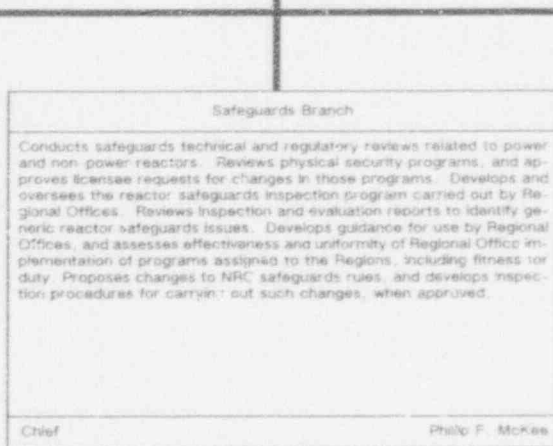 Safeguards Branch
Conducts safeguards technical and regulatory reviews related to power
and non power reactors. Reviews physical security programs, and ap-
proves licensee requests for changes in those programs. Develops and
oversees the reactor safeguards inspection program carried out by Re-
gional Offices. Reviews inspection and evaluation reports to identify ge-
neric reactor safeguards issues. Develops guidance for use by Regional
Offices, and assesses effectiveness and uniformity of Regional Office im-
plementation of programs assigned to the Regions, including fitness for
duty. Proposes changes to NRC safeguards rules, and develops inspec-
tion procedures for carrying out such changes, when approved.
Chief Philip F. McKee